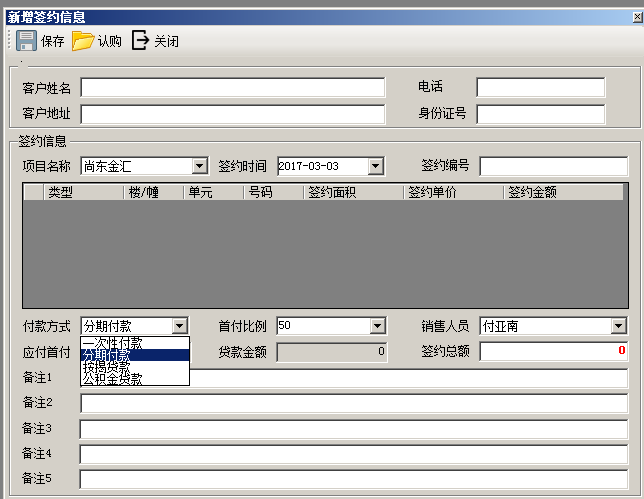 新增签约信息
保存 认购 关闭
客户姓名 电话
客户地址 身份证号
签约信息
项目名称 尚东金汇 签约时间 2017-03-03 签约编号
类型 楼/幢 单元 号码 签约面积 签约单价 签约金额
付款方式 分期付款 首付比例 50 销售人员 付亚南
一次性付款
应付首付 分期付款 贷款金额 0 签约总额 0
按揭贷款
公积金贷款
备注1
备注2
备注3
备注4
备注5